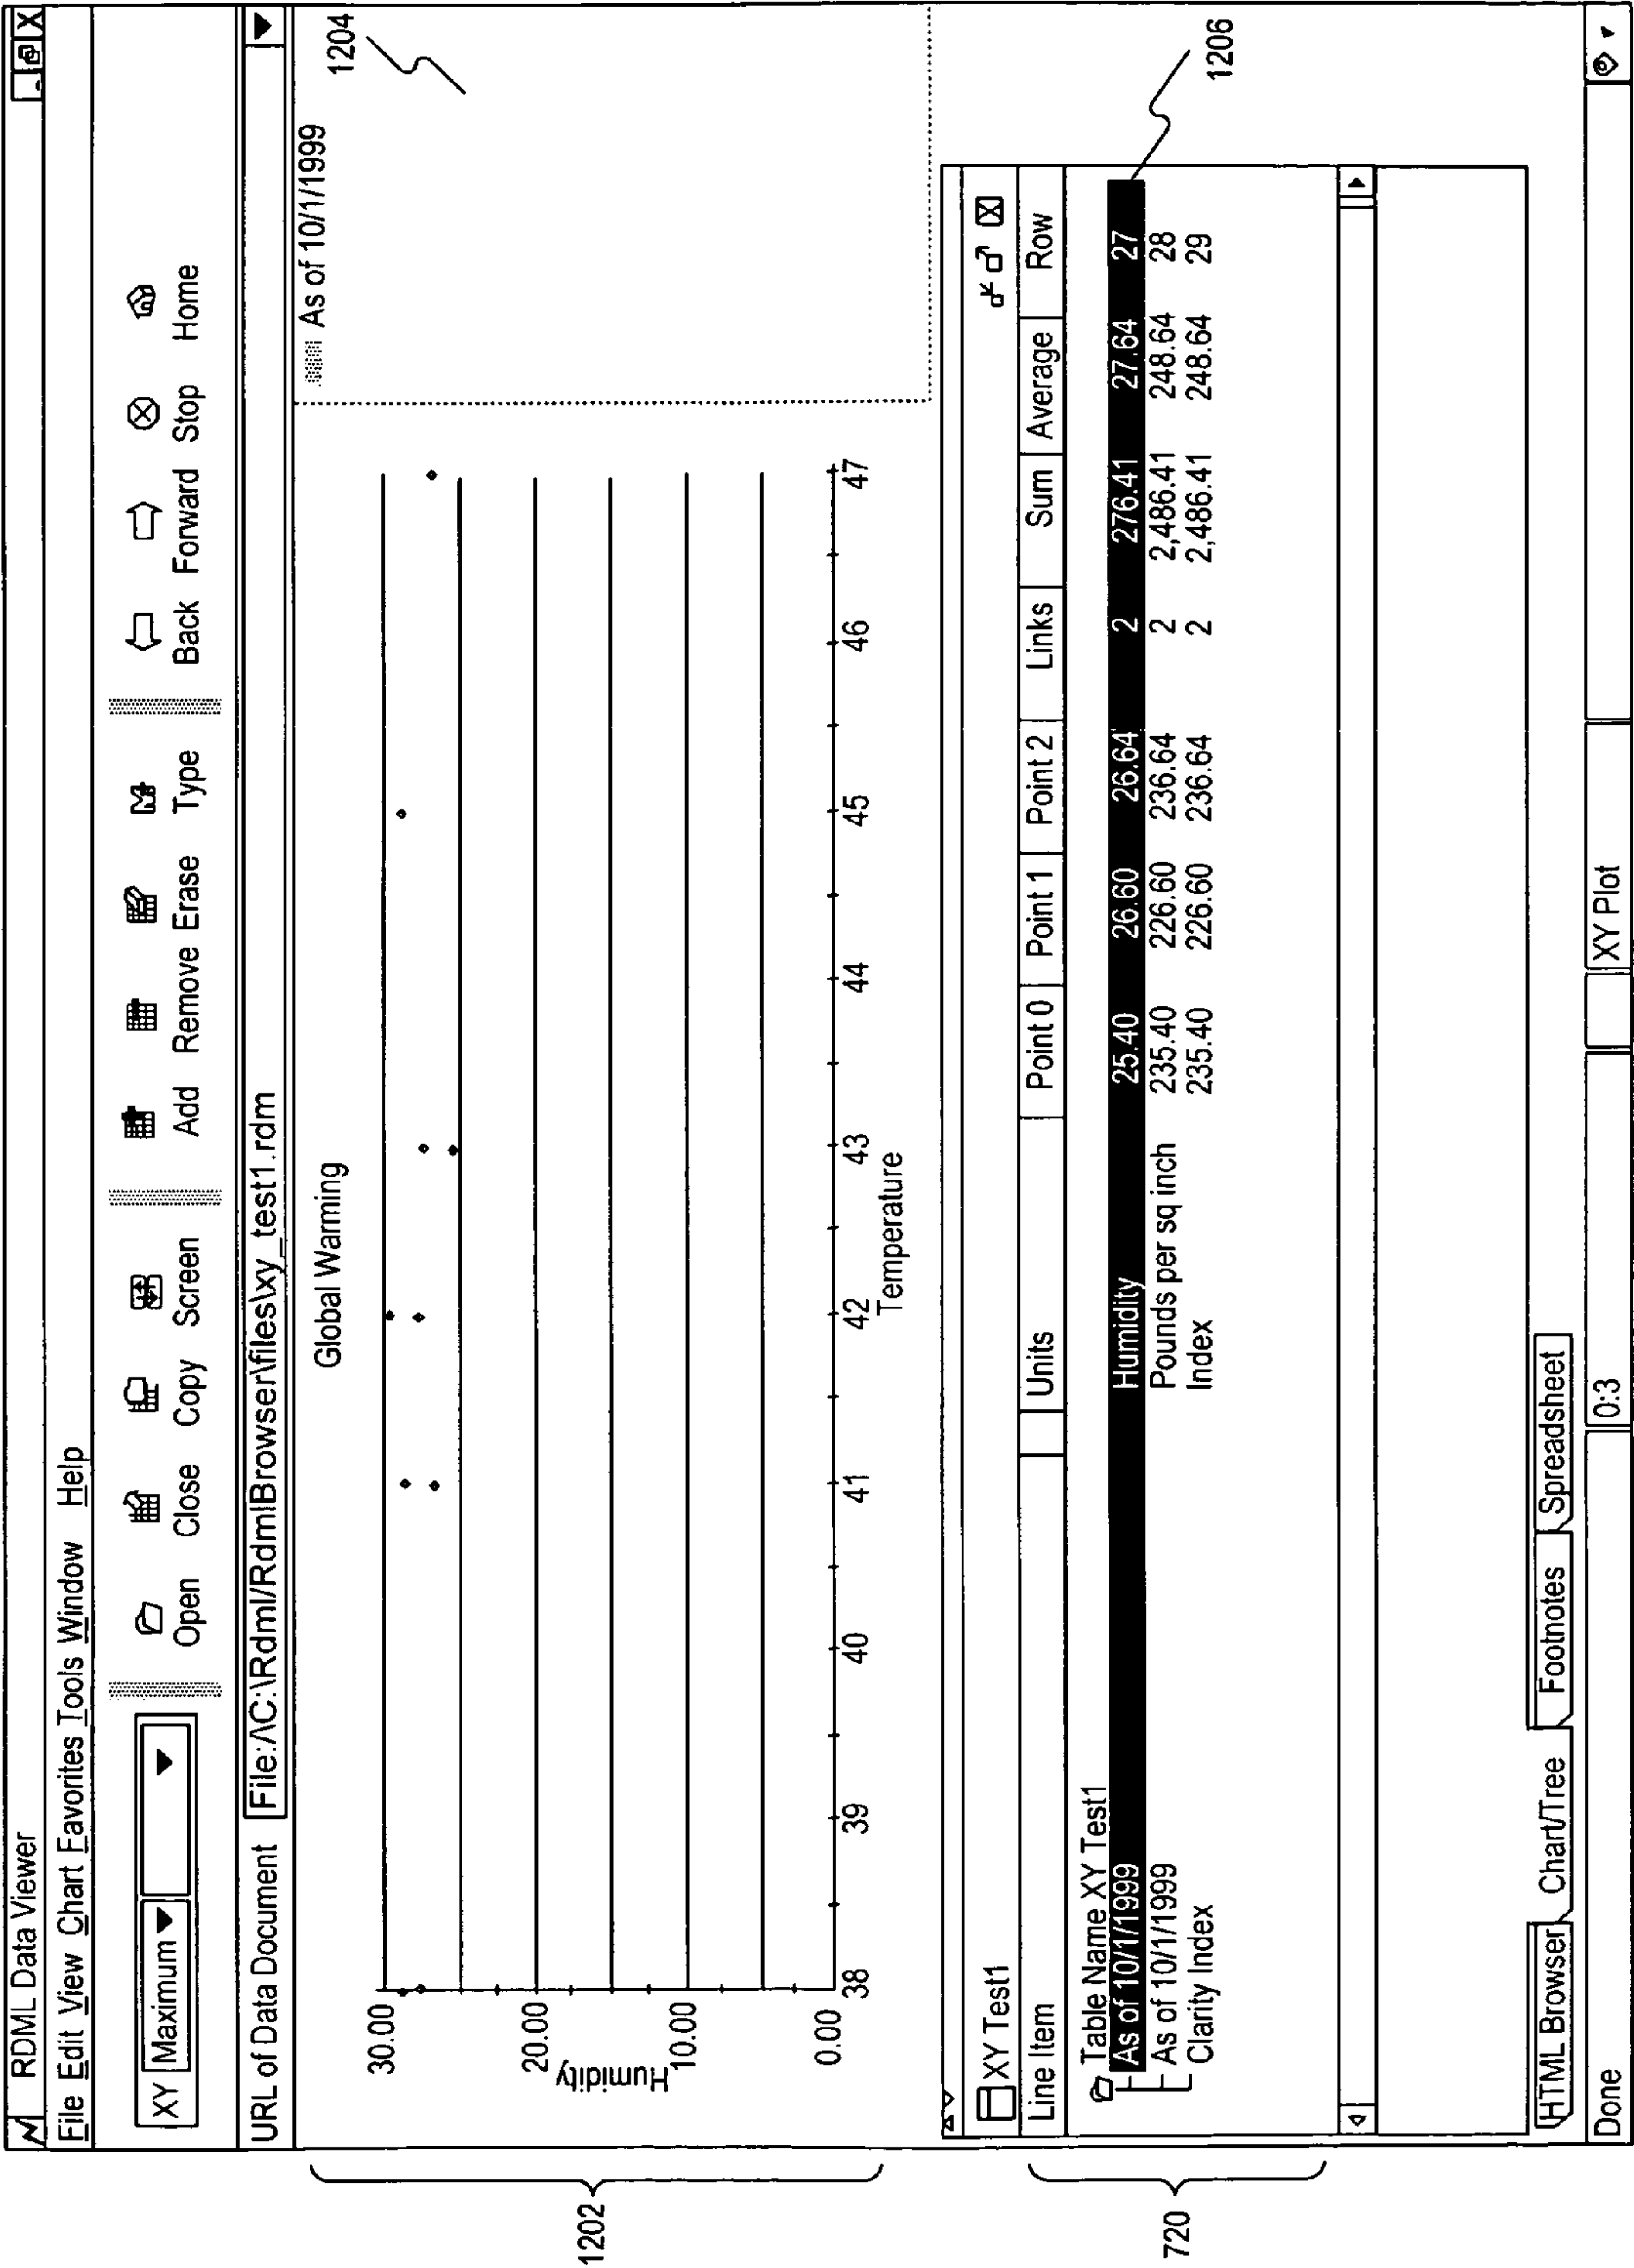 RDML Data Viewer
File Edit View Chart Favorites Tools Window Help
XY Maximum Open Close Copy Screen Add Remove Erase Type Back Forward Stop Home
URL of Data Document File:/\C:\Rdml/RdmlBrowser\files\xy_test1.rdm
Global Warming
As of 10/1/1999
1204
1202
Humidity
30.00
20.00
10.00
0.00
38 39 40 41 42 43 44 45 46 47
Temperature
XY Test1
Line Item Units Point 0 Point 1 Point 2 Links Sum Average Row
720
Table Name XY Test1
As of 10/1/1999 Humidity 25.40 26.60 26.64 2 276.41 27.64 27
As of 10/1/1999 Pounds per sq inch 235.40 226.60 236.64 2 2,486.41 248.64 28
Clarity Index Index 235.40 226.60 236.64 2 2,486.41 248.64 29
1206
HTML Browser Chart/Tree Footnotes Spreadsheet
Done 0:3 XY Plot